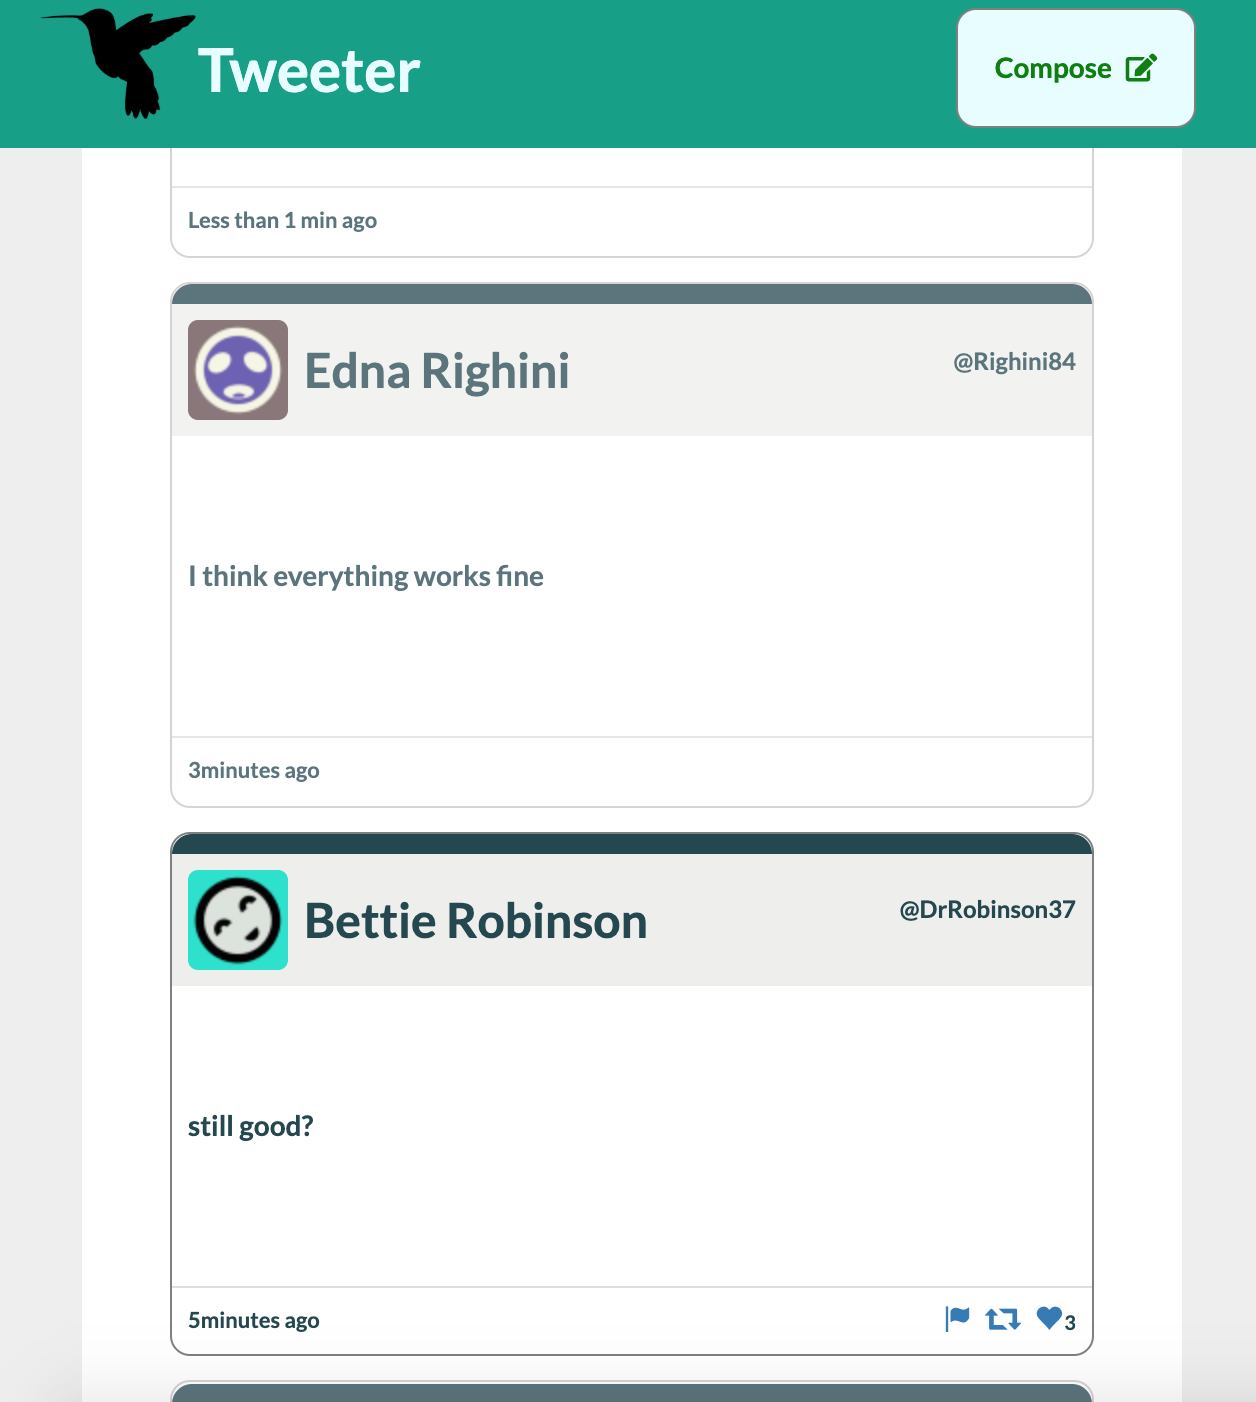 Tweeter
Compose
Less than 1 min ago
Edna Righini
@Righini84
I think everything works fine
3minutes ago
Bettie Robinson
@DrRobinson37
still good?
5minutes ago
3